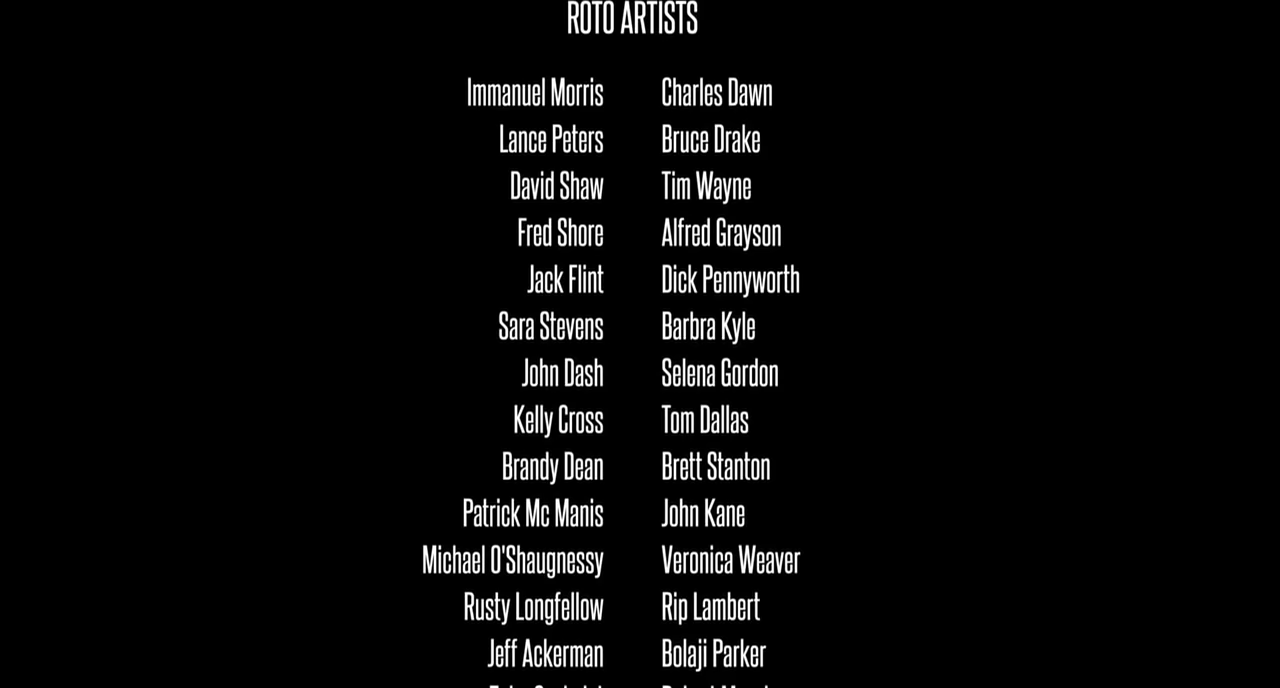 ROTO ARTISTS
Immanuel Morris Charles Dawn
Lance Peters Bruce Drake
David Shaw Tim Wayne
Fred Shore Alfred Grayson
Jack Flint Dick Pennyworth
Sara Stevens Barbra Kyle
John Dash Selena Gordon
Kelly Cross Tom Dallas
Brandy Dean Brett Stanton
Patrick Mc Manis John Kane
Michael O'Shaugnessy Veronica Weaver
Rusty Longfellow Rip Lambert
Jeff Ackerman Bolaji Parker